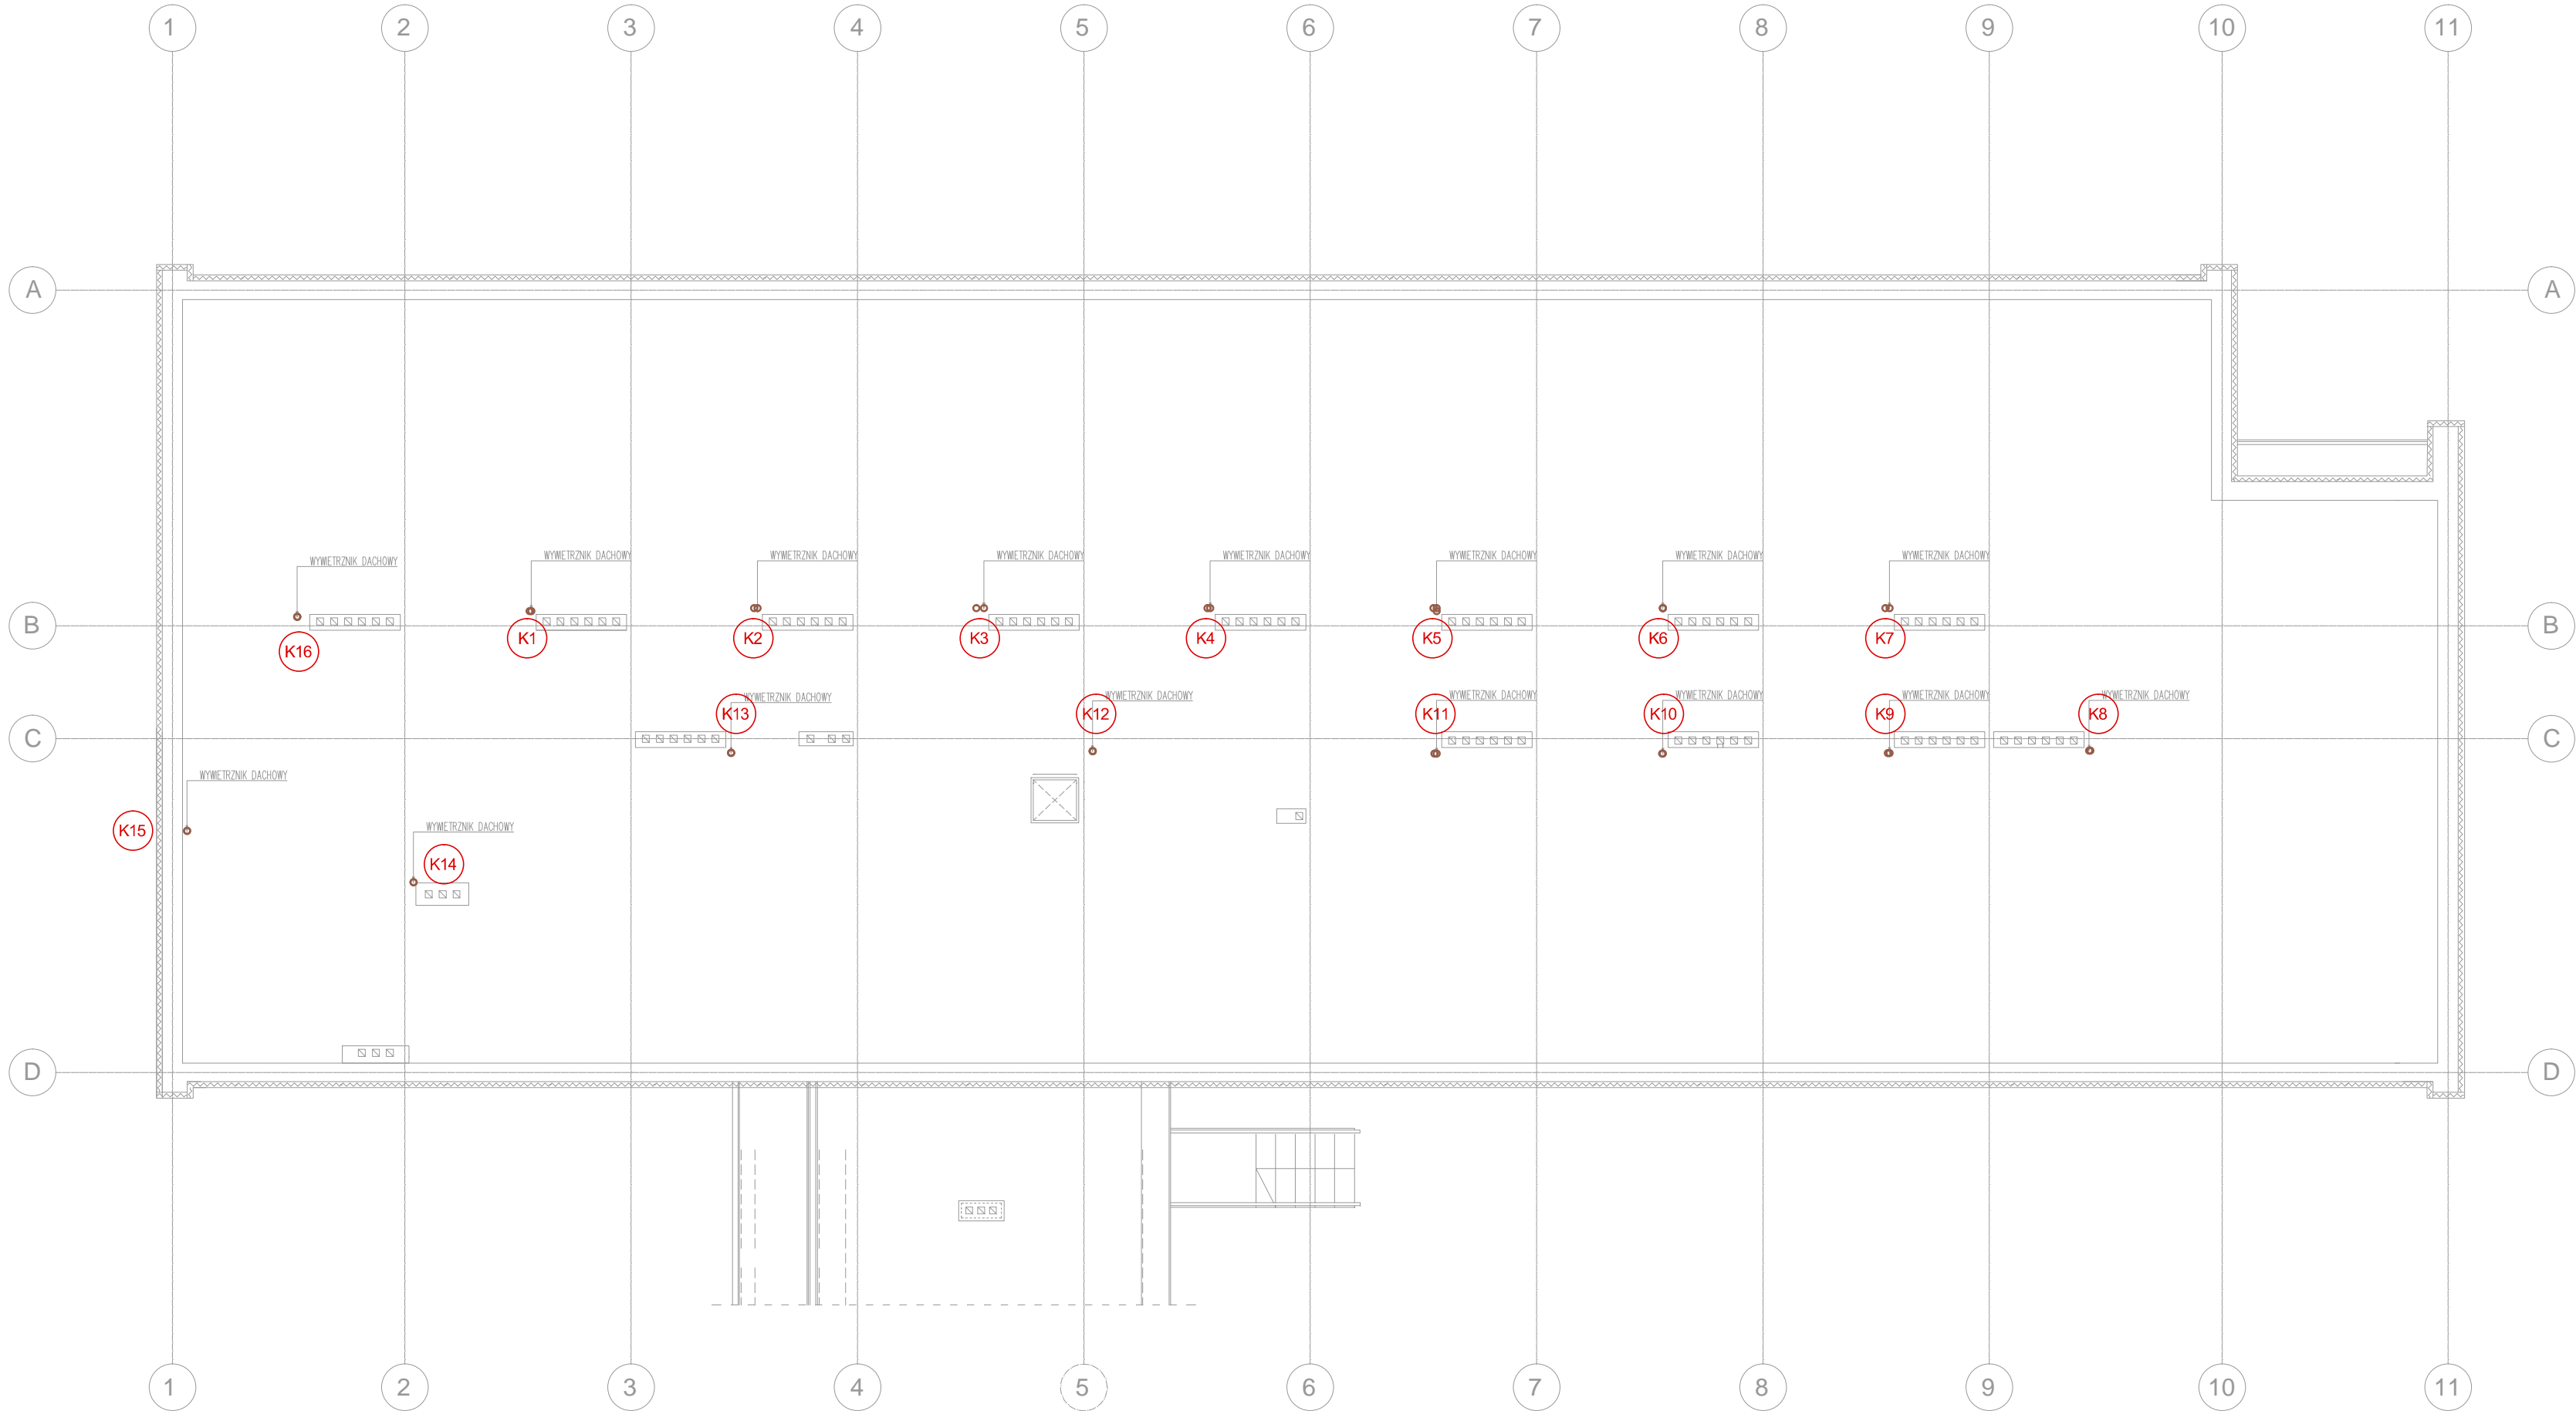 1 2 3 4 5 6 7 8 9 10 11
A A
WYWIETRZNIK DACHOWY WYWIETRZNIK DACHOWY WYWIETRZNIK DACHOWY WYWIETRZNIK DACHOWY WYWIETRZNIK DACHOWY WYWIETRZNIK DACHOWY WYWIETRZNIK DACHOWY
WYWIETRZNIK DACHOWY
B B
K1 K2 K3 K4 K5 K6 K7
K16
WYWIETRZNIK DACHOWY WYWIETRZNIK DACHOWY WYWIETRZNIK DACHOWY WYWIETRZNIK DACHOWY WYWIETRZNIK DACHOWY WYWIETRZNIK DACHOWY
K13 K12 K11 K10 K9 K8
C C
WYWIETRZNIK DACHOWY
K15
WYWIETRZNIK DACHOWY
K14
D D
1 2 3 4 5 6 7 8 9 10 11